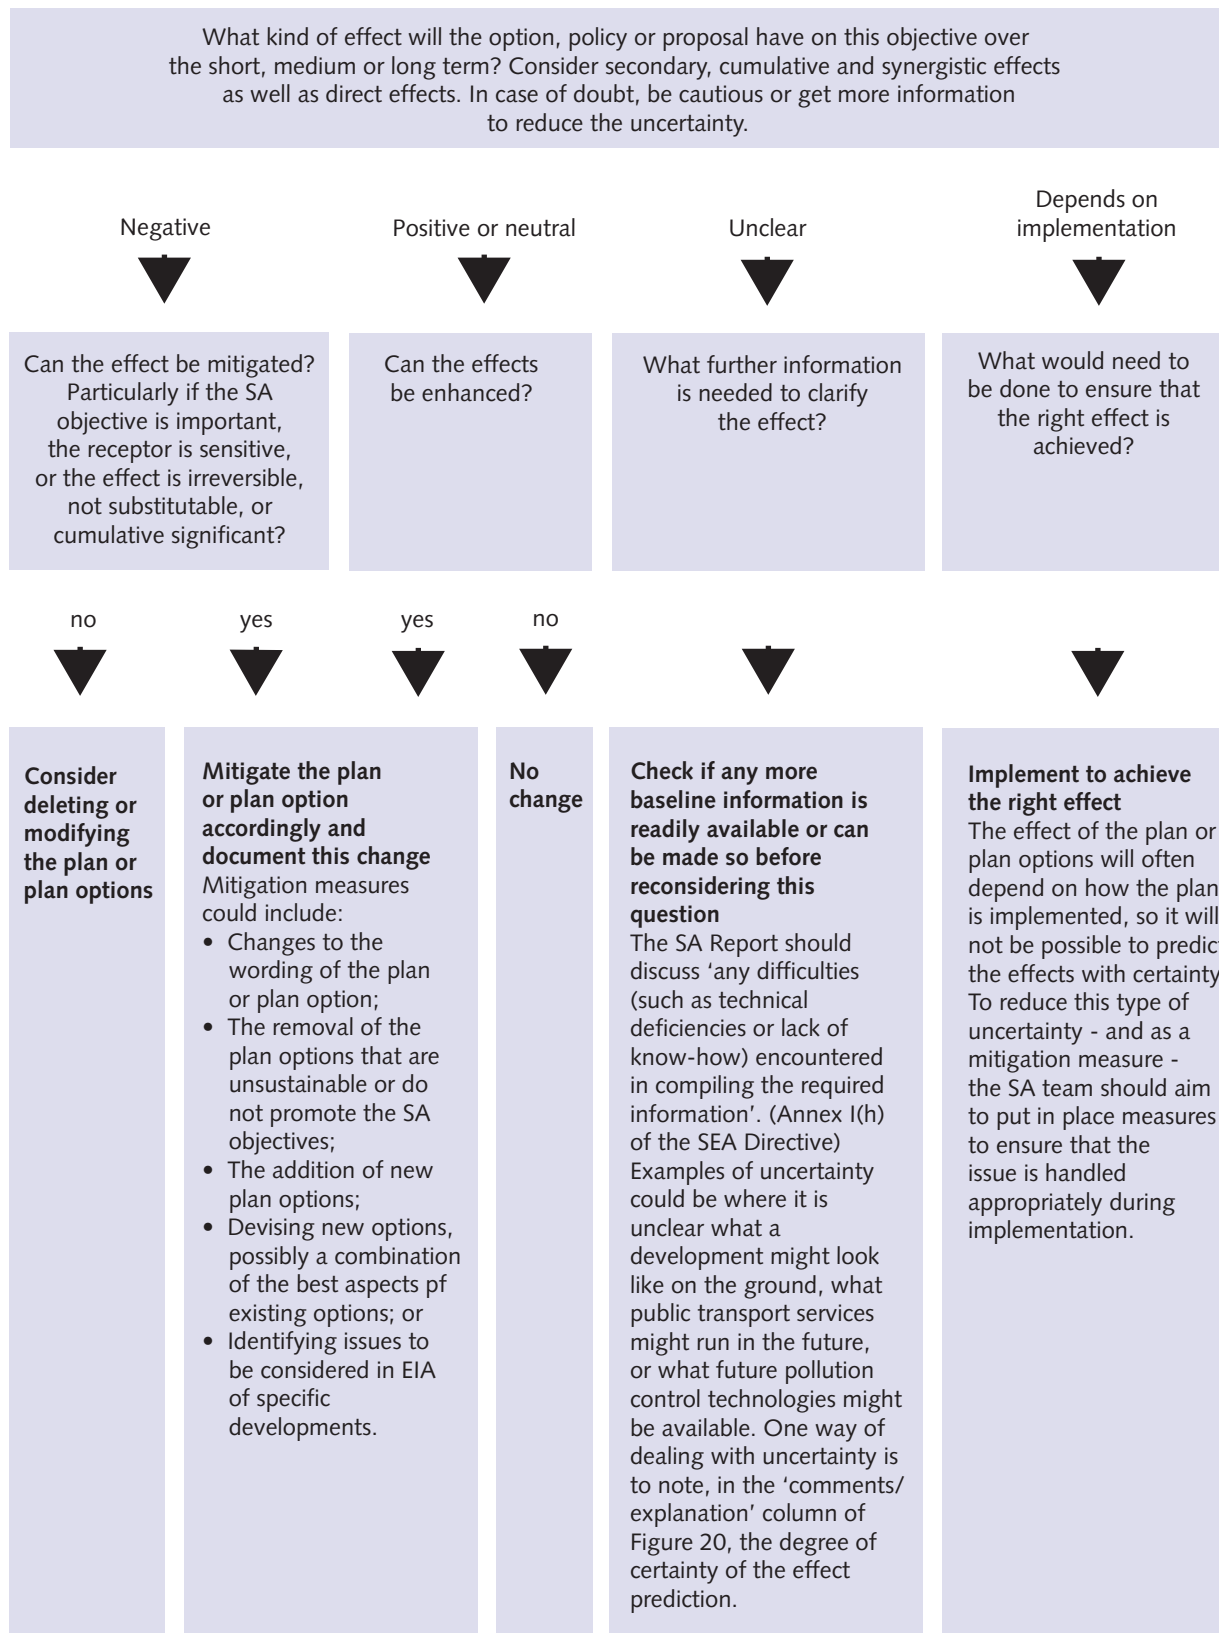 What kind of effect will the option, policy or proposal have on this objective over
the short, medium or long term? Consider secondary, cumulative and synergistic effects
as well as direct effects. In case of doubt, be cautious or get more information
to reduce the uncertainty.
Negative
Positive or neutral
Unclear
Depends on
implementation
Can the effect be mitigated?
Particularly if the SA
objective is important,
the receptor is sensitive,
or the effect is irreversible,
not substitutable, or
cumulative significant?
Can the effects
be enhanced?
What further information
is needed to clarify
the effect?
What would need to
be done to ensure that
the right effect is
achieved?
no
yes
yes
no
Consider
deleting or
modifying
the plan or
plan options
Mitigate the plan
or plan option
accordingly and
document this change
Mitigation measures
could include:
• Changes to the
wording of the plan
or plan option;
• The removal of the
plan options that are
unsustainable or do
not promote the SA
objectives;
• The addition of new
plan options;
• Devising new options,
possibly a combination
of the best aspects pf
existing options; or
• Identifying issues to
be considered in EIA
of specific
developments.
No
change
Check if any more
baseline information is
readily available or can
be made so before
reconsidering this
question
The SA Report should
discuss ‘any difficulties
(such as technical
deficiencies or lack of
know-how) encountered
in compiling the required
information’. (Annex I(h)
of the SEA Directive)
Examples of uncertainty
could be where it is
unclear what a
development might look
like on the ground, what
public transport services
might run in the future,
or what future pollution
control technologies might
be available. One way of
dealing with uncertainty is
to note, in the ‘comments/
explanation’ column of
Figure 20, the degree of
certainty of the effect
prediction.
Implement to achieve
the right effect
The effect of the plan or
plan options will often
depend on how the plan
is implemented, so it will
not be possible to predict
the effects with certainty
To reduce this type of
uncertainty - and as a
mitigation measure -
the SA team should aim
to put in place measures
to ensure that the
issue is handled
appropriately during
implementation.